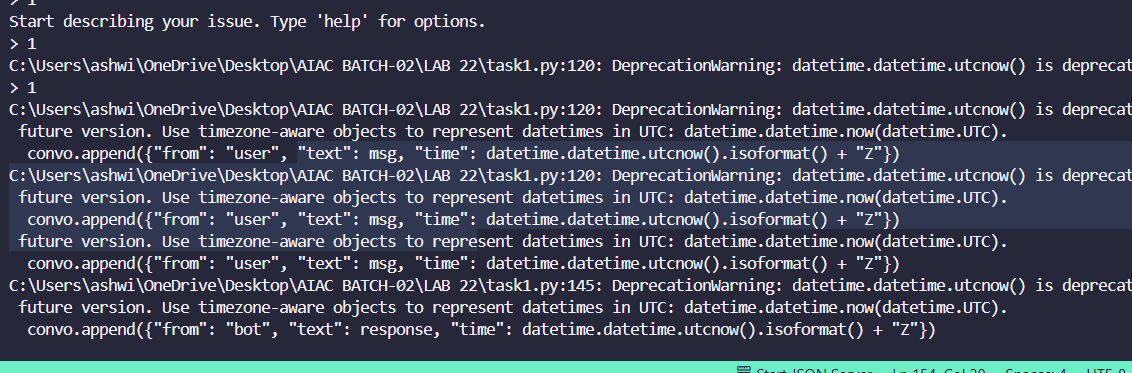 > 1
Start describing your issue. Type 'help' for options.
> 1
C:\Users\ashwi\OneDrive\Desktop\AIAC BATCH-02\LAB 22\task1.py:120: DeprecationWarning: datetime.datetime.utcnow() is deprecat
> 1
C:\Users\ashwi\OneDrive\Desktop\AIAC BATCH-02\LAB 22\task1.py:120: DeprecationWarning: datetime.datetime.utcnow() is deprecat
future version. Use timezone-aware objects to represent datetimes in UTC: datetime.datetime.now(datetime.UTC).
convo.append({"from": "user", "text": msg, "time": datetime.datetime.utcnow().isoformat() + "Z"})
C:\Users\ashwi\OneDrive\Desktop\AIAC BATCH-02\LAB 22\task1.py:120: DeprecationWarning: datetime.datetime.utcnow() is deprecat
future version. Use timezone-aware objects to represent datetimes in UTC: datetime.datetime.now(datetime.UTC).
convo.append({"from": "user", "text": msg, "time": datetime.datetime.utcnow().isoformat() + "Z"})
future version. Use timezone-aware objects to represent datetimes in UTC: datetime.datetime.now(datetime.UTC).
convo.append({"from": "user", "text": msg, "time": datetime.datetime.utcnow().isoformat() + "Z"})
C:\Users\ashwi\OneDrive\Desktop\AIAC BATCH-02\LAB 22\task1.py:145: DeprecationWarning: datetime.datetime.utcnow() is deprecat
future version. Use timezone-aware objects to represent datetimes in UTC: datetime.datetime.now(datetime.UTC).
convo.append({"from": "bot", "text": response, "time": datetime.datetime.utcnow().isoformat() + "Z"})
Start JSON Server Ln 154, Col 20 Spaces: 4 UTF-8